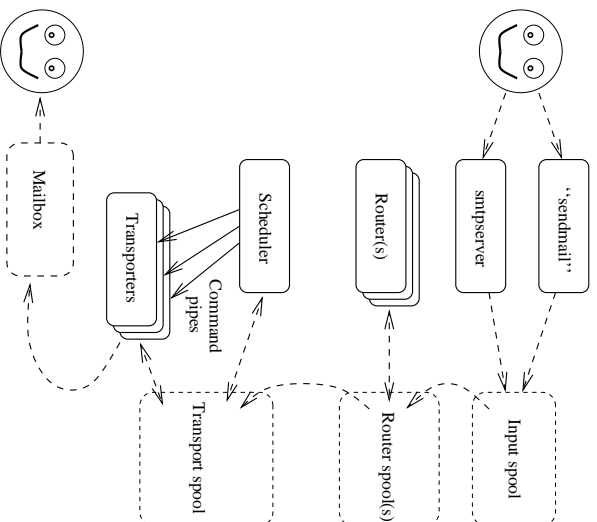 “sendmail”
smtpserver
Input spool
Router(s)
Router spool(s)
Scheduler
Command
pipes
Transporters
Transport spool
Mailbox